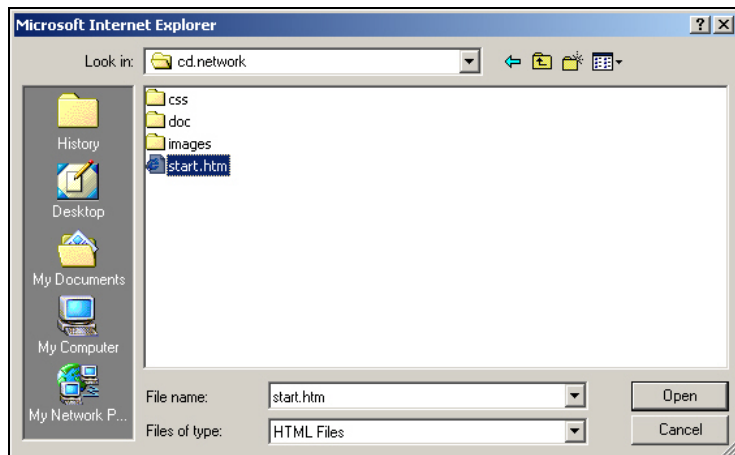 Microsoft Internet Explorer
Look in: cd.network
css
doc
images
start.htm
History
Desktop
My Documents
My Computer
My Network P...
File name: start.htm Open
Files of type: HTML Files Cancel